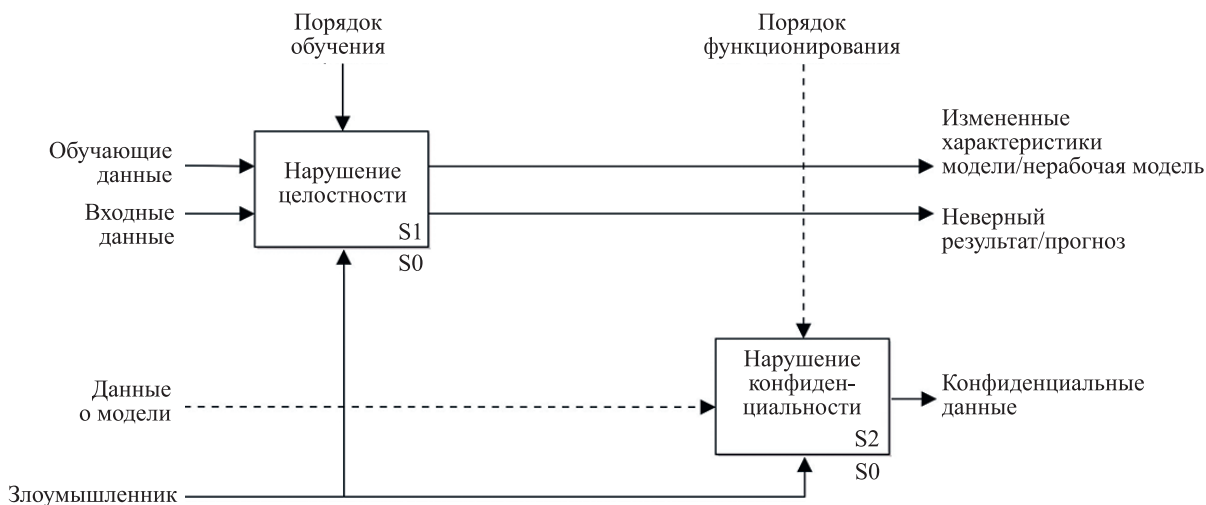 Порядок
обучения
Порядок
функционирования
Обучающие
данные
Входные
данные
Нарушение
целостности
S1
S0
Измененные
характеристики
модели/нерабочая модель
Неверный
результат/прогноз
Данные
о модели
Нарушение
конфиден-
циальности
S2
S0
Конфиденциальные
данные
Злоумышленник